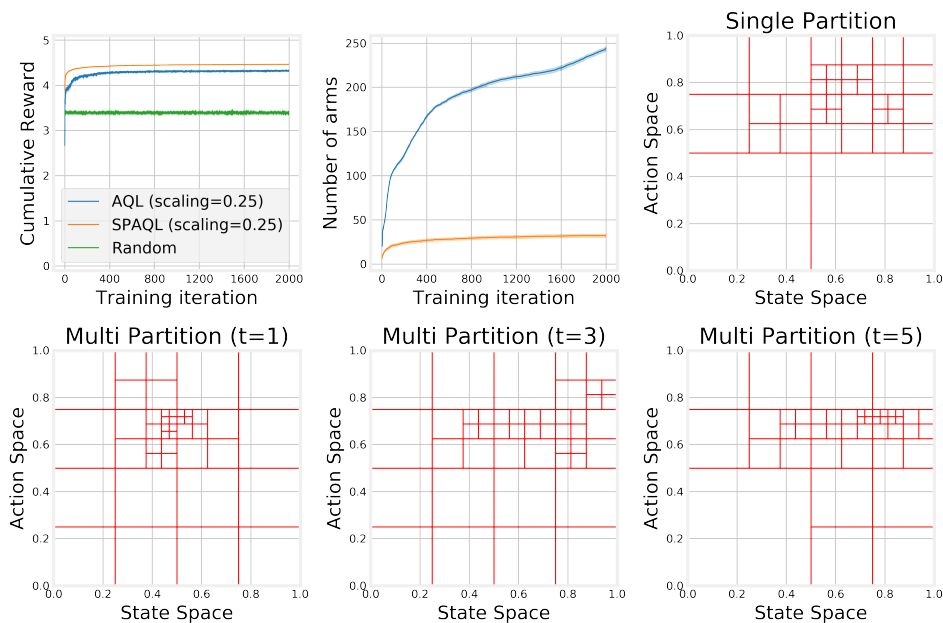 5
4
3
2
1
0
Cumulative Reward
AQL (scaling=0.25)
SPAQL (scaling=0.25)
Random
0 400 800 1200 1600 2000
Training iteration
250
200
150
100
50
0
Number of arms
0 400 800 1200 1600 2000
Training iteration
Single Partition
1.0
0.8
0.6
0.4
0.2
0.0
Action Space
0.0 0.2 0.4 0.6 0.8 1.0
State Space
Multi Partition (t=1)
1.0
0.8
0.6
0.4
0.2
0.0
Action Space
0.0 0.2 0.4 0.6 0.8 1.0
State Space
Multi Partition (t=3)
1.0
0.8
0.6
0.4
0.2
0.0
Action Space
0.0 0.2 0.4 0.6 0.8 1.0
State Space
Multi Partition (t=5)
1.0
0.8
0.6
0.4
0.2
0.0
Action Space
0.0 0.2 0.4 0.6 0.8 1.0
State Space